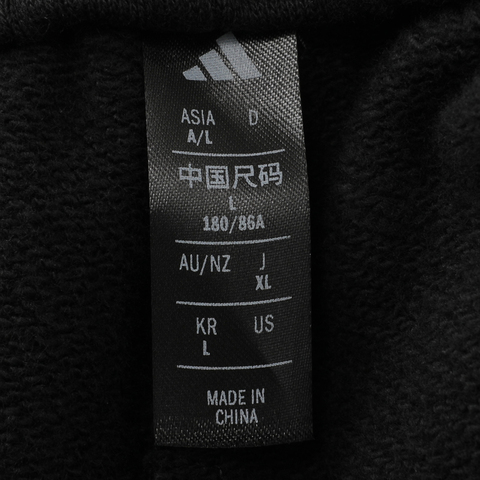 ASIA D
A/L
中国尺码
L
180/86A
AU/NZ J
XL
KR US
L
MADE IN
CHINA